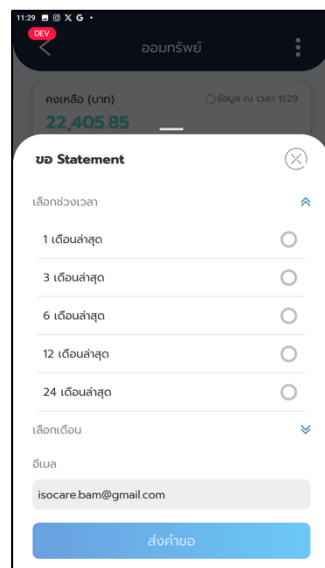 11:29 X G •
DEV
ออมทรัพย์
คงเหลือ (บาท) ข้อมูล ณ เวลา 11:29
22,405.85
ขอ Statement
เลือกช่วงเวลา
1 เดือนล่าสุด
3 เดือนล่าสุด
6 เดือนล่าสุด
12 เดือนล่าสุด
24 เดือนล่าสุด
เลือกเดือน
อีเมล
isocare.bam@gmail.com
ส่งคำขอ